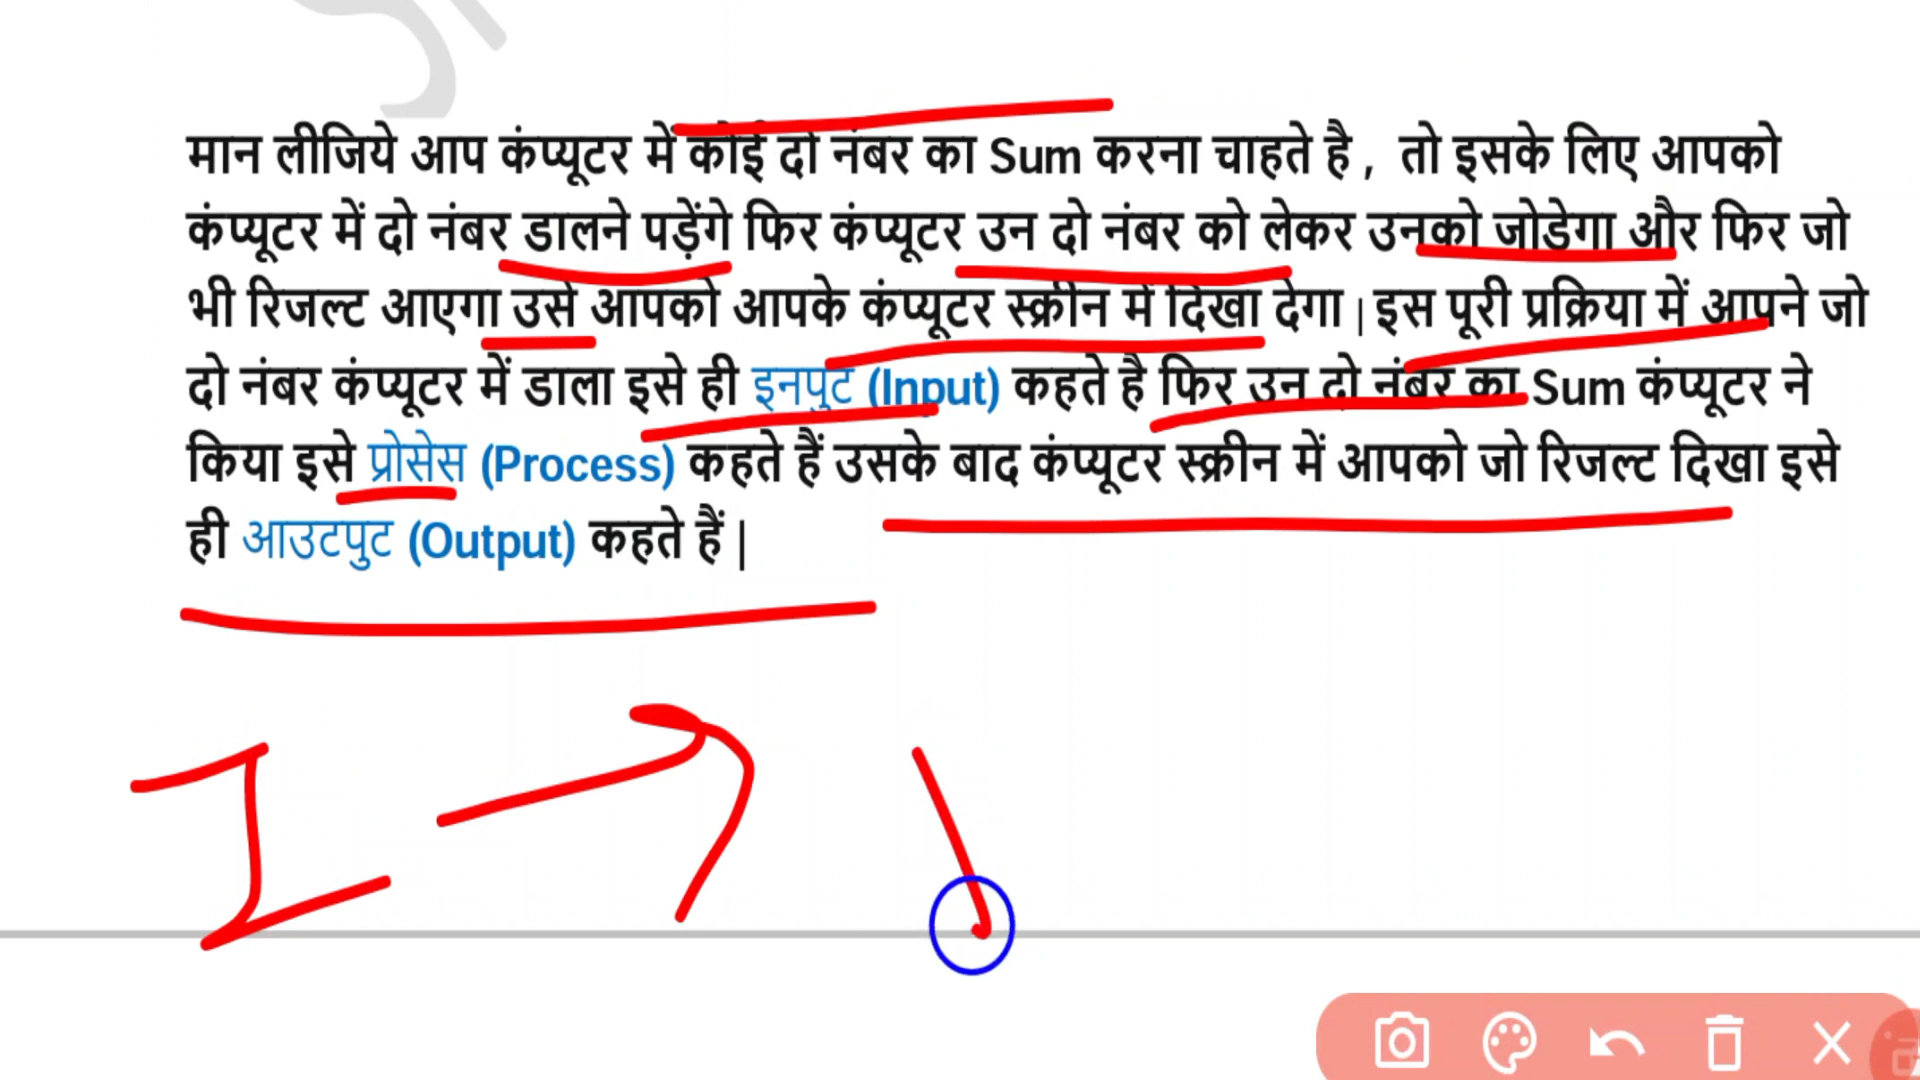 मान लीजिये आप कंप्यूटर में कोई दो नंबर का Sum करना चाहते है , तो इसके लिए आपको
कंप्यूटर में दो नंबर डालने पड़ेंगे फिर कंप्यूटर उन दो नंबर को लेकर उनको जोडेगा और फिर जो
भी रिजल्ट आएगा उसे आपको आपके कंप्यूटर स्क्रीन में दिखा देगा | इस पूरी प्रक्रिया में आपने जो
दो नंबर कंप्यूटर में डाला इसे ही इनपुट (Input) कहते है फिर उन दो नंबर का Sum कंप्यूटर ने
किया इसे प्रोसेस (Process) कहते हैं उसके बाद कंप्यूटर स्क्रीन में आपको जो रिजल्ट दिखा इसे
ही आउटपुट (Output) कहते हैं |
I →